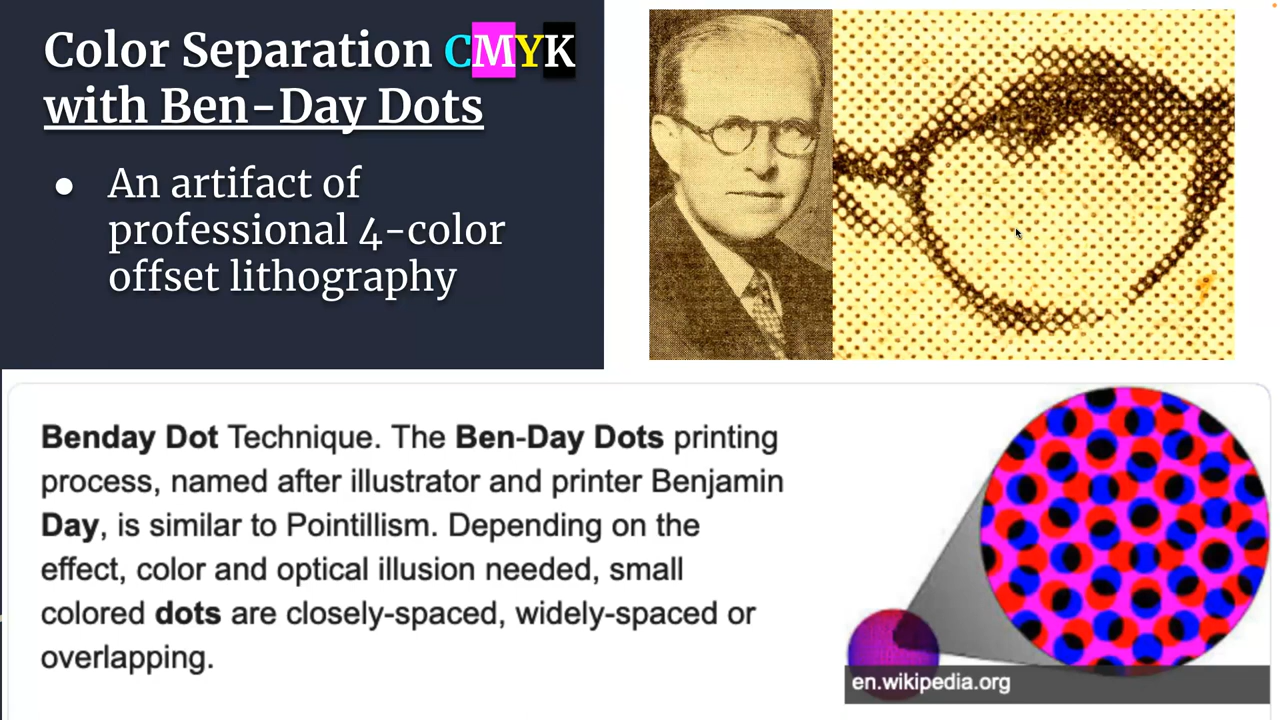 Color Separation CMYK
with Ben-Day Dots
● An artifact of
professional 4-color
offset lithography
Benday Dot Technique. The Ben-Day Dots printing
process, named after illustrator and printer Benjamin
Day, is similar to Pointillism. Depending on the
effect, color and optical illusion needed, small
colored dots are closely-spaced, widely-spaced or
overlapping.
en.wikipedia.org